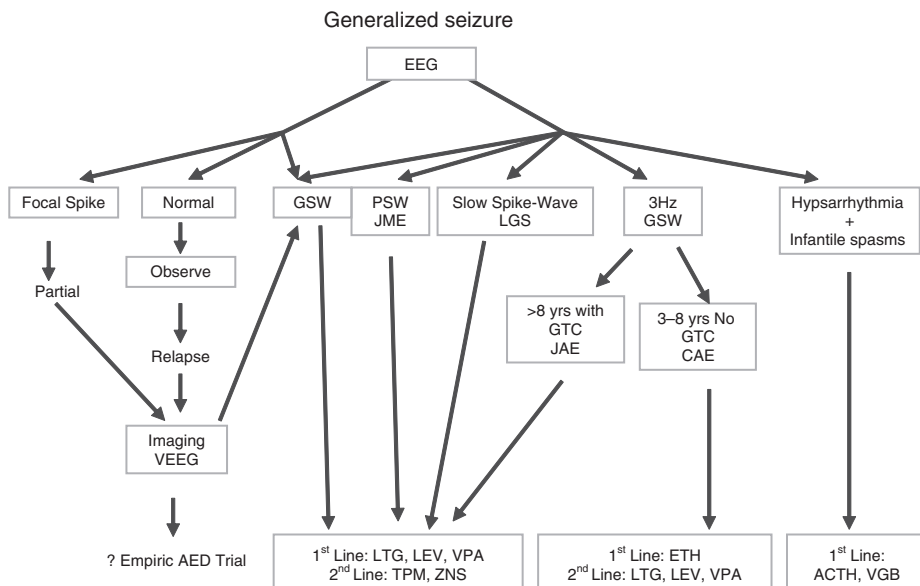 Generalized seizure
EEG
Focal Spike
Normal
GSW
PSW
JME
Slow Spike-Wave
LGS
3Hz
GSW
Hypsarrhythmia
+
Infantile spasms
Observe
Partial
>8 yrs with
GTC
JAE
3–8 yrs No
GTC
CAE
Relapse
Imaging
VEEG
? Empiric AED Trial
1st Line: LTG, LEV, VPA
2nd Line: TPM, ZNS
1st Line: ETH
2nd Line: LTG, LEV, VPA
1st Line:
ACTH, VGB